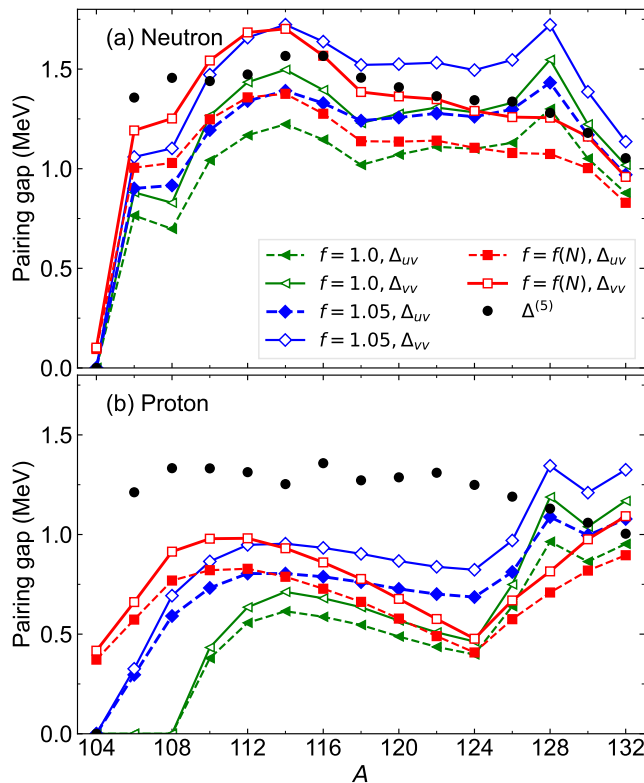 (a) Neutron
Pairing gap (MeV)
1.5
1.0
0.5
0.0
f = 1.0, Δuv
f = 1.0, Δvv
f = 1.05, Δuv
f = 1.05, Δvv
f = f(N), Δuv
f = f(N), Δvv
Δ(5)
(b) Proton
Pairing gap (MeV)
1.5
1.0
0.5
0.0
104 108 112 116 120 124 128 132
A